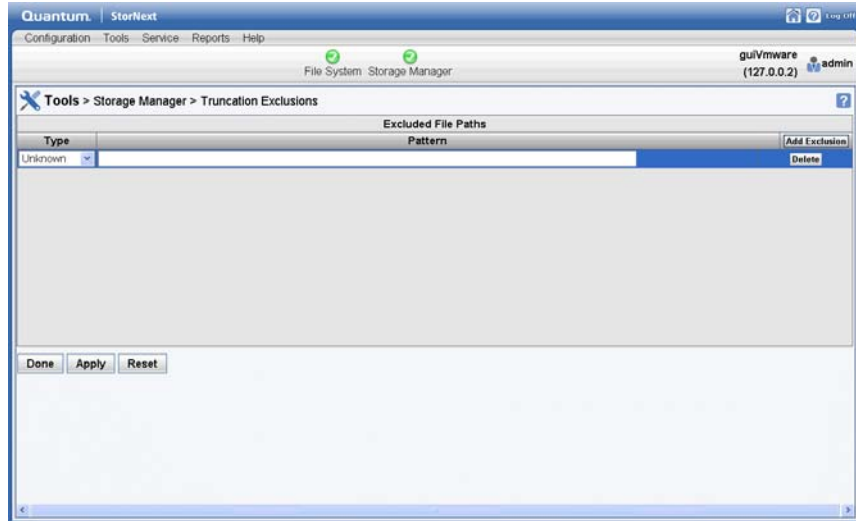 Quantum. StorNext Log Off
Configuration Tools Service Reports Help
File System Storage Manager
guiVmware
(127.0.0.2)
admin
Tools > Storage Manager > Truncation Exclusions
Excluded File Paths
Type Pattern Add Exclusion
Unknown Delete
Done Apply Reset